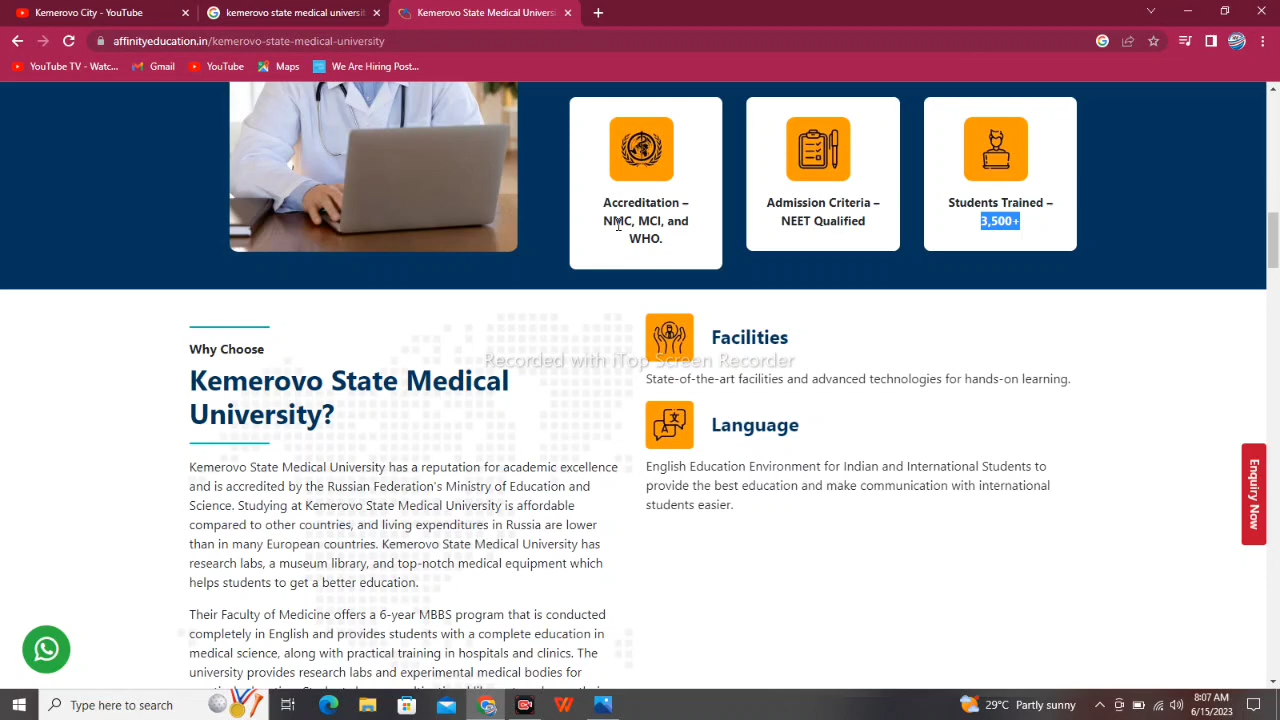 Kemerovo City - YouTube
kemerovo state medical universit
Kemerovo State Medical Universi
affinityeducation.in/kemerovo-state-medical-university
YouTube TV - Watc...
Gmail
YouTube
Maps
We Are Hiring Post...
Accreditation –
NMC, MCI, and
WHO.
Admission Criteria –
NEET Qualified
Students Trained –
3,500+
Why Choose
Kemerovo State Medical
University?
Kemerovo State Medical University has a reputation for academic excellence
and is accredited by the Russian Federation's Ministry of Education and
Science. Studying at Kemerovo State Medical University is affordable
compared to other countries, and living expenditures in Russia are lower
than in many European countries. Kemerovo State Medical University has
research labs, a museum library, and top-notch medical equipment which
helps students to get a better education.
Their Faculty of Medicine offers a 6-year MBBS program that is conducted
completely in English and provides students with a complete education in
medical science, along with practical training in hospitals and clinics. The
university provides research labs and experimental medical bodies for
Facilities
State-of-the-art facilities and advanced technologies for hands-on learning.
Language
English Education Environment for Indian and International Students to
provide the best education and make communication with international
students easier.
Recorded with iTop Screen Recorder
Enquiry Now
Type here to search
29°C Partly sunny
8:07 AM
6/15/2023